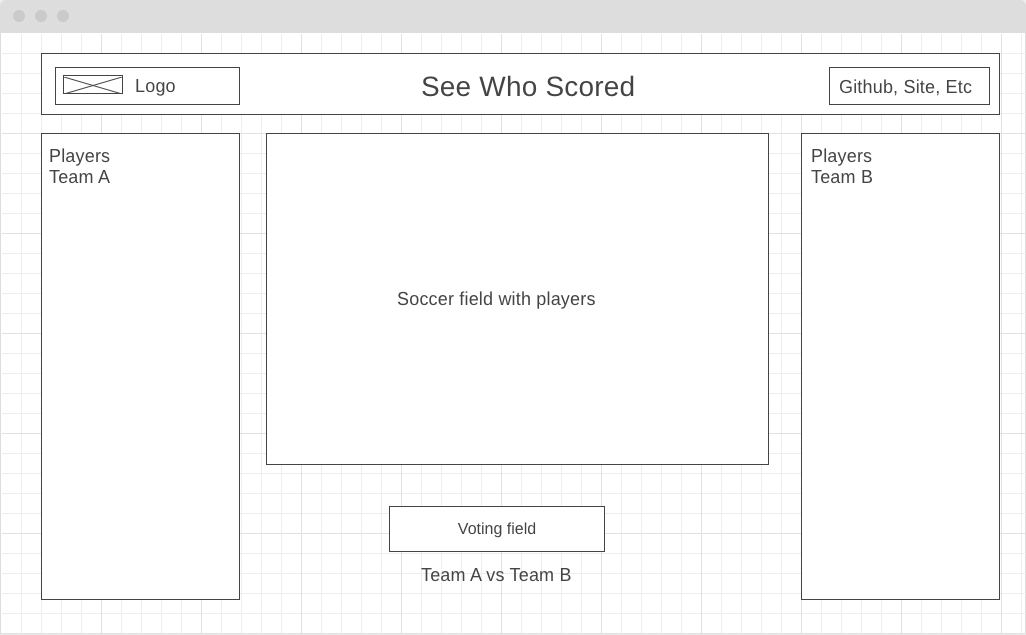 Logo
See Who Scored
Github, Site, Etc
Players
Team A
Soccer field with players
Players
Team B
Voting field
Team A vs Team B